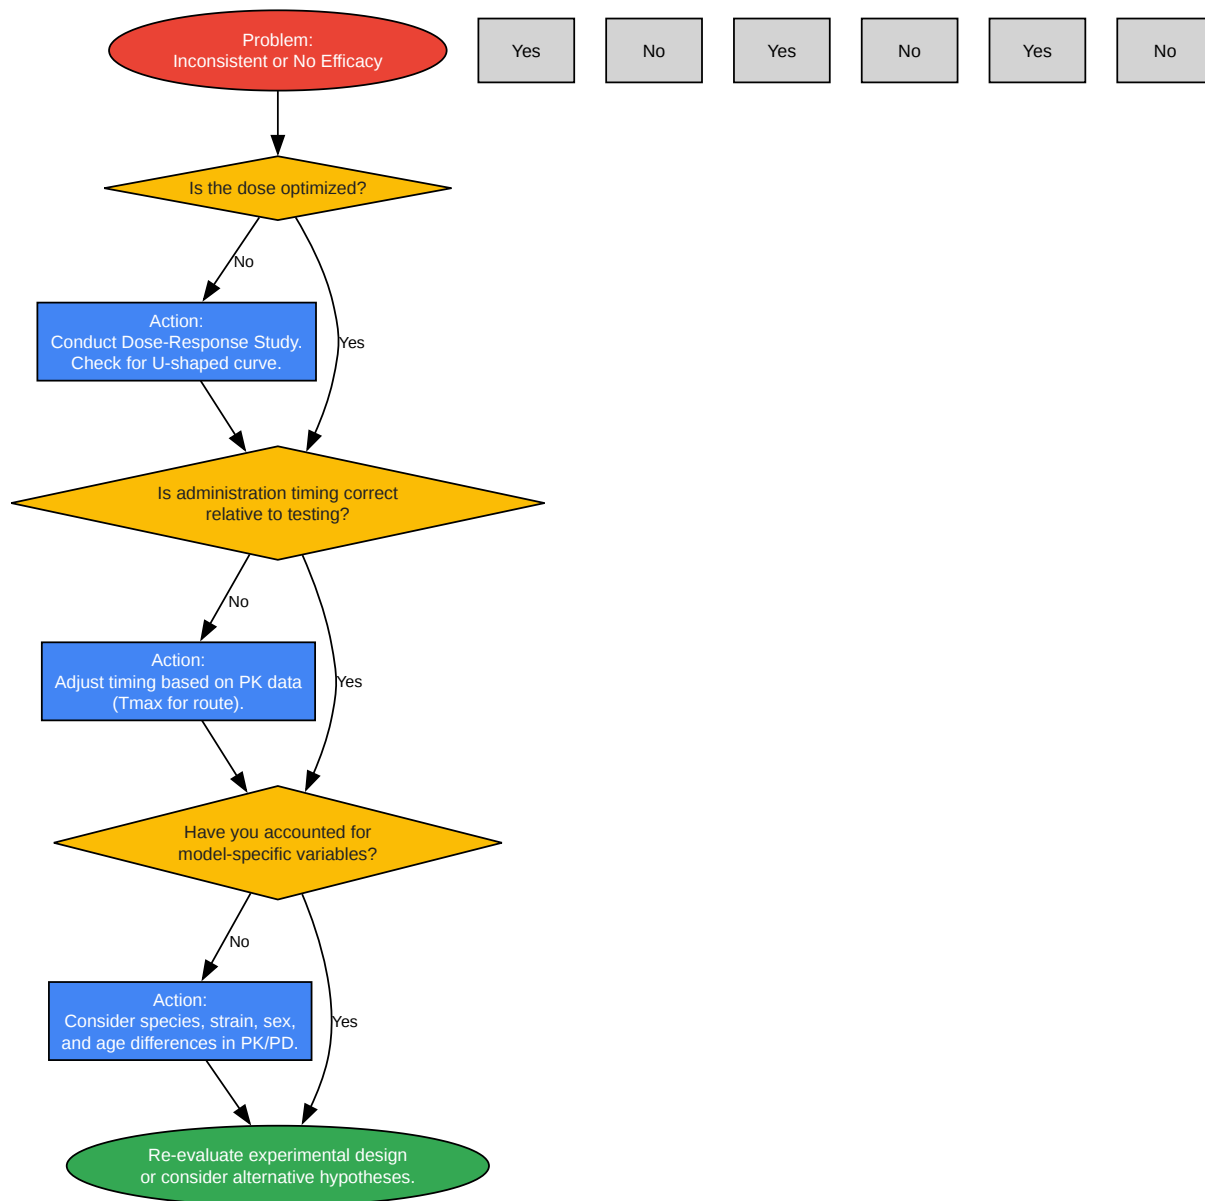 Problem:
Inconsistent or No Efficacy
Yes
No
Yes
No
Yes
No
Is the dose optimized?
No
Action:
Conduct Dose-Response Study.
Check for U-shaped curve.
Yes
Is administration timing correct
relative to testing?
No
Action:
Adjust timing based on PK data
(Tmax for route).
Yes
Have you accounted for
model-specific variables?
No
Action:
Consider species, strain, sex,
and age differences in PK/PD.
Yes
Re-evaluate experimental design
or consider alternative hypotheses.